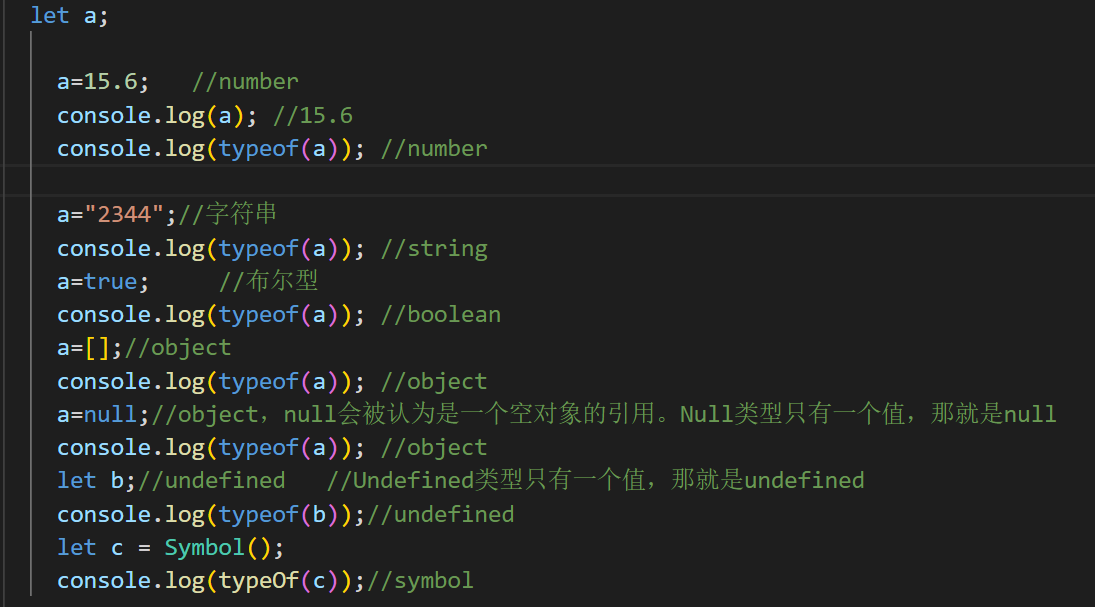 let a;
a=15.6;   //number
console.log(a); //15.6
console.log(typeof(a)); //number
a="2344";//字符串
console.log(typeof(a)); //string
a=true;     //布尔型
console.log(typeof(a)); //boolean
a=[];//object
console.log(typeof(a)); //object
a=null;//object，null会被认为是一个空对象的引用。Null类型只有一个值，那就是null
console.log(typeof(a)); //object
let b;//undefined   //Undefined类型只有一个值，那就是undefined
console.log(typeof(b));//undefined
let c = Symbol();
console.log(typeOf(c));//symbol